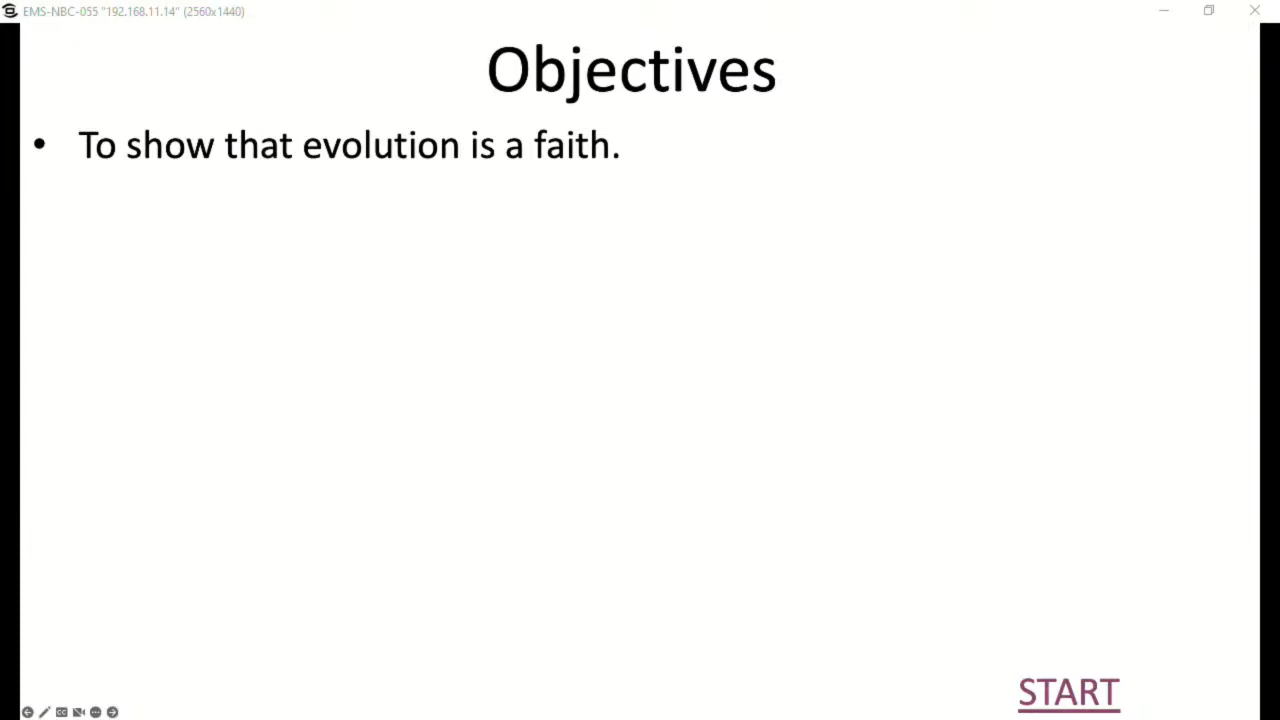 EMS-NBC-055 "192.168.11.14" (2560x1440)
Objectives
• To show that evolution is a faith.
START